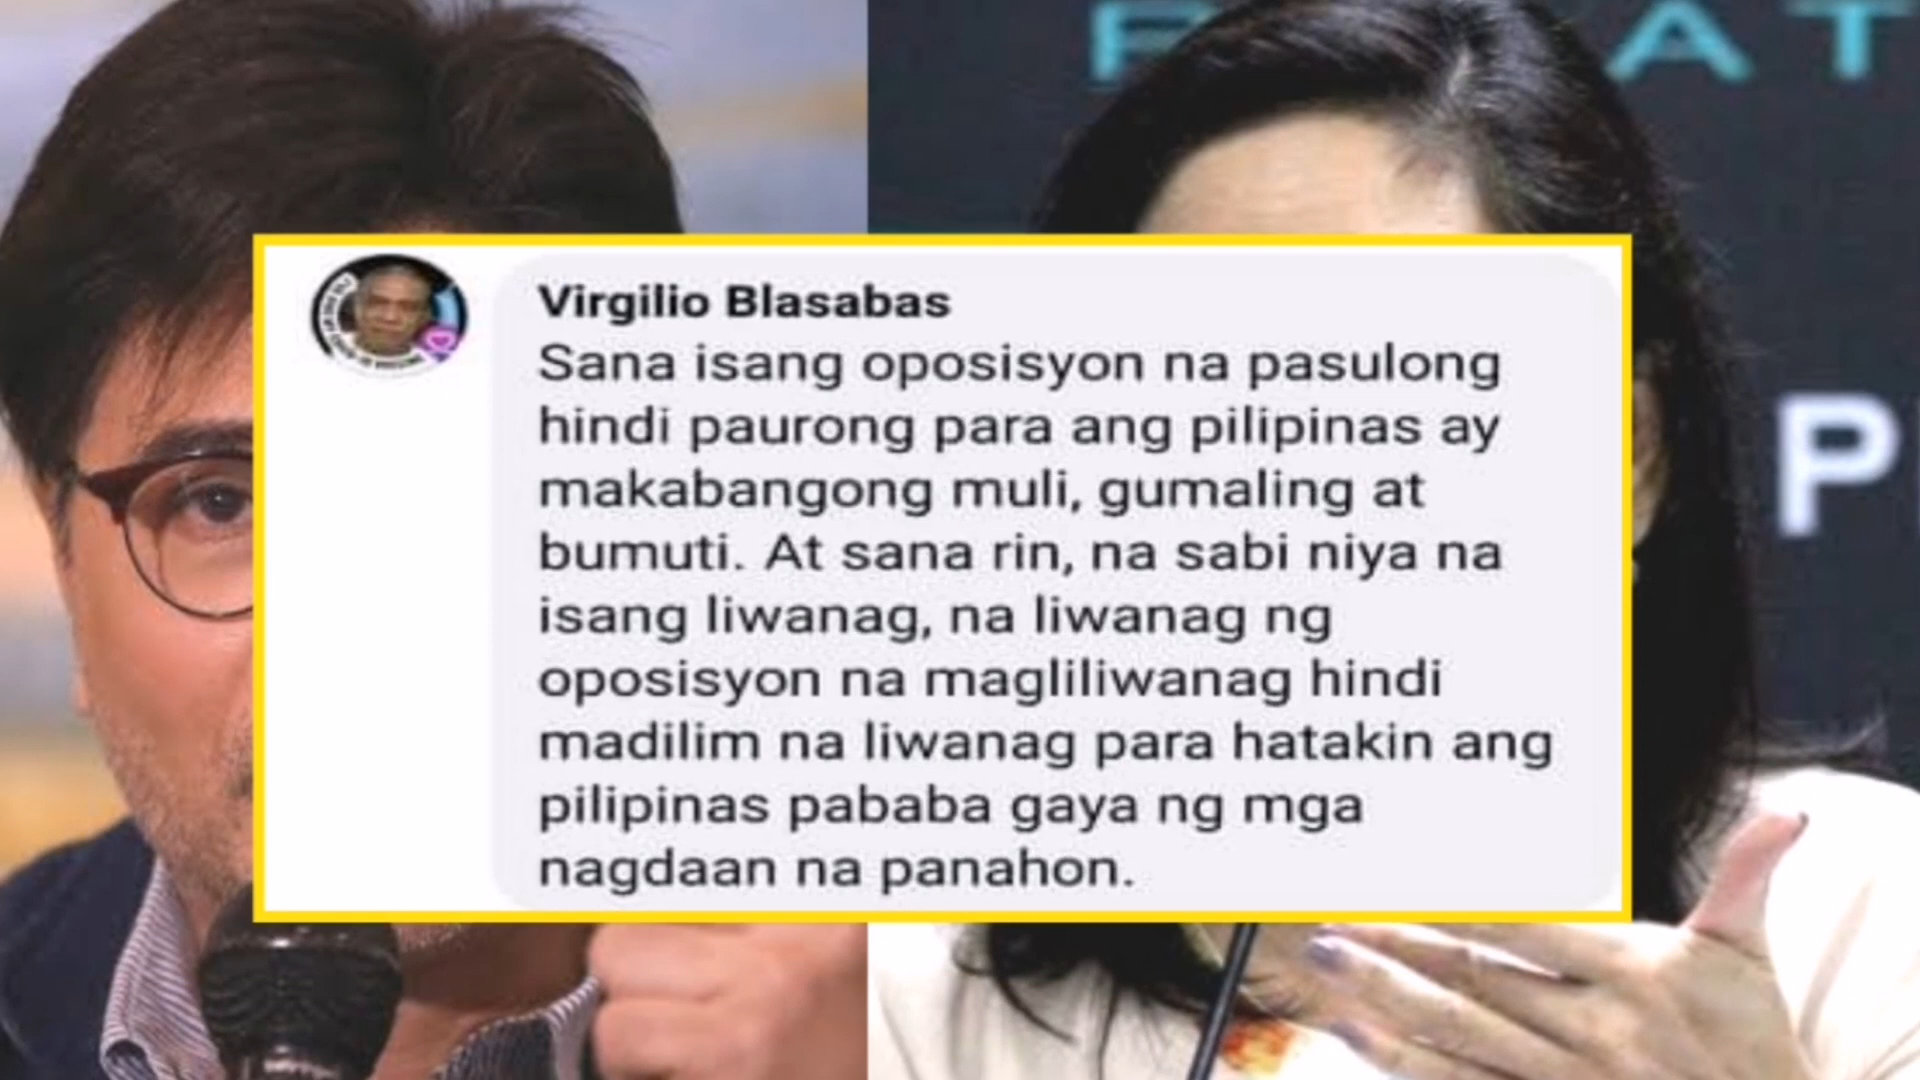 AT
P
Virgilio Blasabas
Sana isang oposisyon na pasulong
hindi paurong para ang pilipinas ay
makabangong muli, gumaling at
bumuti. At sana rin, na sabi niya na
isang liwanag, na liwanag ng
oposisyon na magliliwanag hindi
madilim na liwanag para hatakin ang
pilipinas pababa gaya ng mga
nagdaan na panahon.